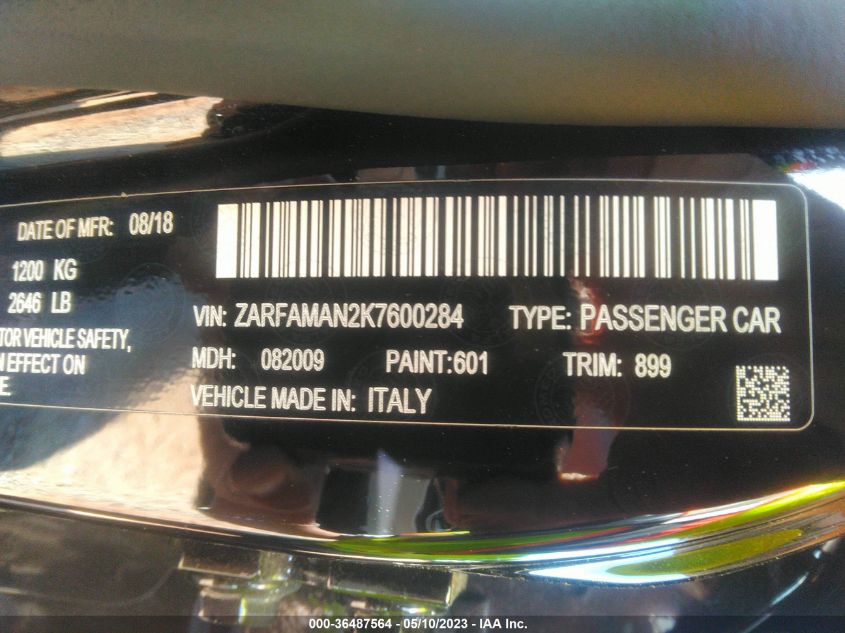 DATE OF MFR: 08/18
1200 KG
2646 LB
VEHICLE SAFETY,
EFFECT ON
VIN: ZARFAMAN2K7600284 TYPE: PASSENGER CAR
MDH: 082009 PAINT:601 TRIM: 899
VEHICLE MADE IN: ITALY
000-36487564 - 05/10/2023 - IAA Inc.